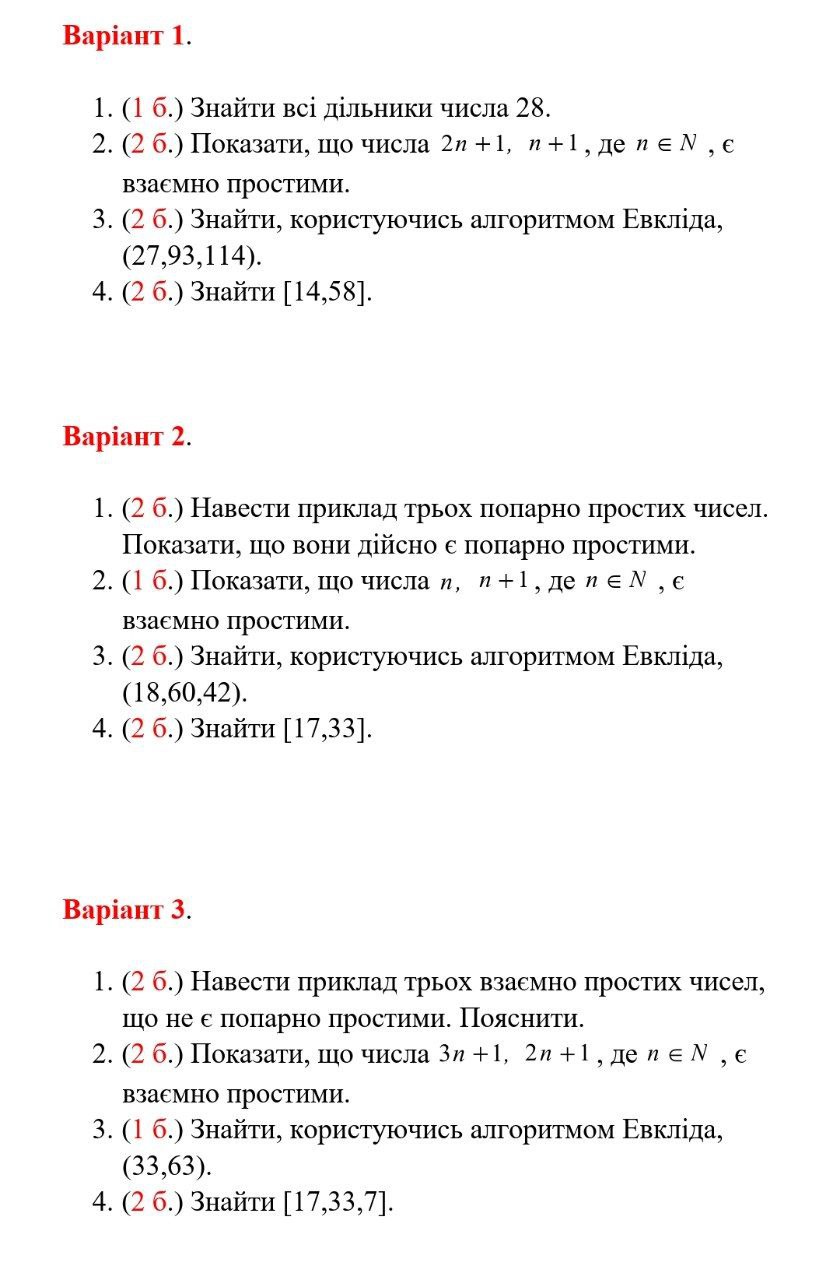 Варіант 1.
1. (1 б.) Знайти всі дільники числа 28.
2. (2 б.) Показати, що числа 2n +1, n +1, де n ∈ N , є
взаємно простими.
3. (2 б.) Знайти, користуючись алгоритмом Евкліда,
(27,93,114).
4. (2 б.) Знайти [14,58].
Варіант 2.
1. (2 б.) Навести приклад трьох попарно простих чисел.
Показати, що вони дійсно є попарно простими.
2. (1 б.) Показати, що числа n, n +1, де n ∈ N , є
взаємно простими.
3. (2 б.) Знайти, користуючись алгоритмом Евкліда,
(18,60,42).
4. (2 б.) Знайти [17,33].
Варіант 3.
1. (2 б.) Навести приклад трьох взаємно простих чисел,
що не є попарно простими. Пояснити.
2. (2 б.) Показати, що числа 3n +1, 2n +1, де n ∈ N , є
взаємно простими.
3. (1 б.) Знайти, користуючись алгоритмом Евкліда,
(33,63).
4. (2 б.) Знайти [17,33,7].